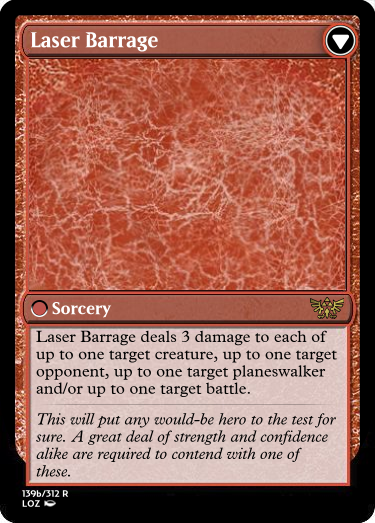 Laser Barrage
Sorcery
Laser Barrage deals 3 damage to each of
up to one target creature, up to one target
opponent, up to one target planeswalker
and/or up to one target battle.
This will put any would-be hero to the test for
sure. A great deal of strength and confidence
alike are required to contend with one of
these.
139b/312 R
LOZ